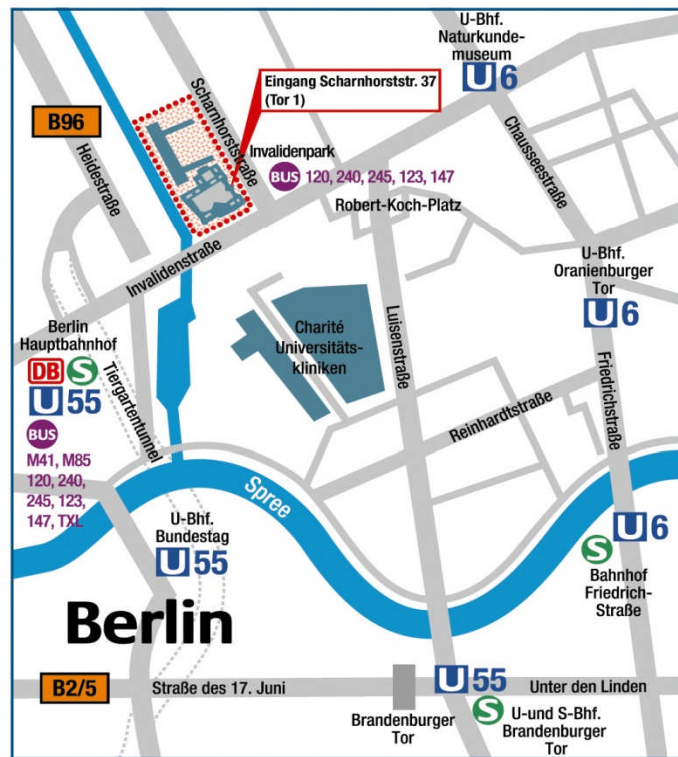 U-Bhf.
Naturkunde-
museum
U6
Eingang Scharnhorststr. 37
(Tor 1)
B96
Heidestraße
Scharnhorststraße
Chausseestraße
Invalidenpark
BUS 120, 240, 245, 123, 147
Robert-Koch-Platz
Invalidenstraße
U-Bhf.
Oranienburger
Tor
U6
Berlin
Hauptbahnhof
DB S
U55
BUS
M41, M85
120, 240,
245, 123,
147, TXL
Tiergartentunnel
Charité
Universitäts-
kliniken
Luisenstraße
Friedrichstraße
Reinhardtstraße
Spree
U-Bhf.
Bundestag
U55
U6
S
Bahnhof
Friedrich-
Straße
Berlin
B2/5
Straße des 17. Juni
Unter den Linden
Brandenburger
Tor
U55
S
U-und S-Bhf.
Brandenburger
Tor